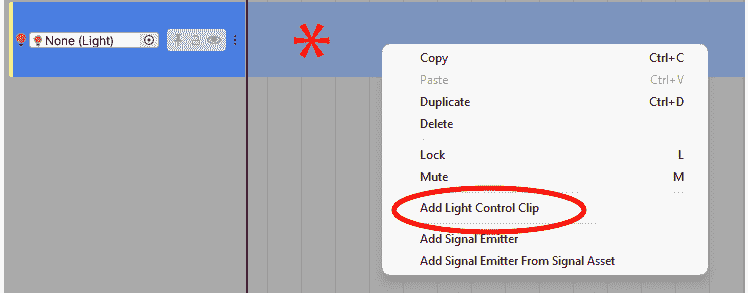 None (Light)
Copy Ctrl+C
Paste Ctrl+V
Duplicate Ctrl+D
Delete
Lock L
Mute M
Add Light Control Clip
Add Signal Emitter
Add Signal Emitter From Signal Asset